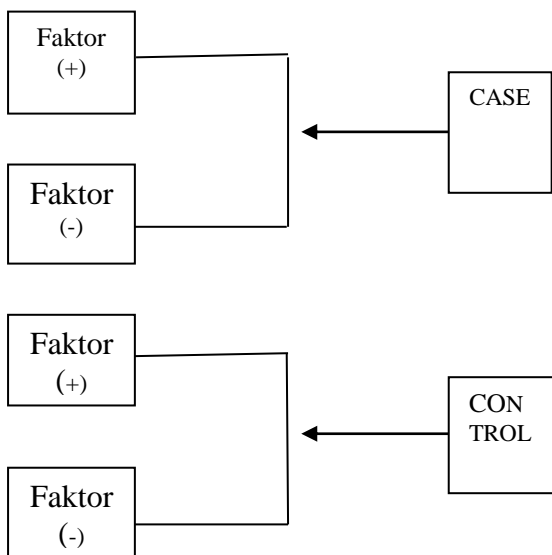 Faktor
(+)
CASE
Faktor
(-)
Faktor
(+)
CON
TROL
Faktor
(-)